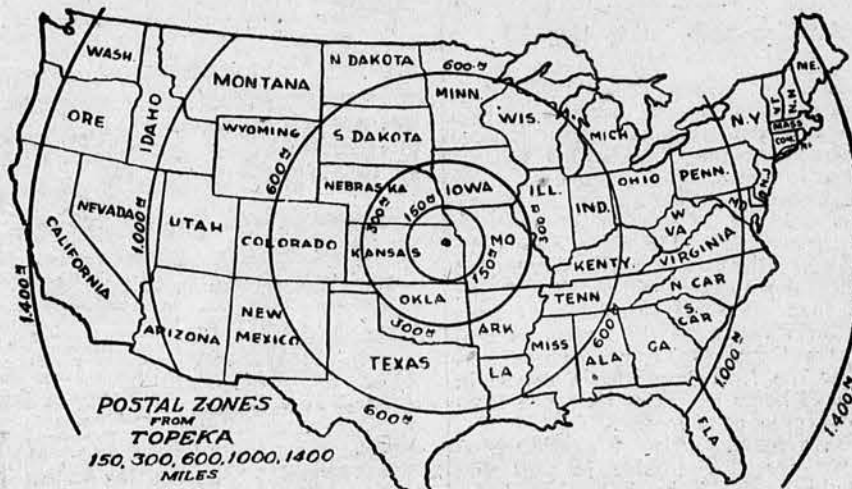 WASH.
MONTANA
N DAKOTA
600 M
MINN
ME.
ORE
IDAHO
WYOMING
S DAKOTA
WIS.
MICH
N.Y
VT.
N.H
MASS
CON.
R.I.
600 M
NEBRASKA
IOWA
ILL.
IND.
OHIO
PENN.
N.J
D
MD
NEVADA
1.000 M
UTAH
COLORADO
300 M
150 M
KANSAS
MO
150 M
300 M
W VA
VIRGINIA
KENTY.
CALIFORNIA
1.400 M
ARIZONA
NEW
MEXICO
OKLA
300 M
ARK
TENN
N CAR
S. CAR
TEXAS
LA
MISS
ALA
600 M
GA.
1.000 M
600 M
FLA
1.400 M
POSTAL ZONES
FROM
TOPEKA
150, 300, 600, 1000, 1400
MILES